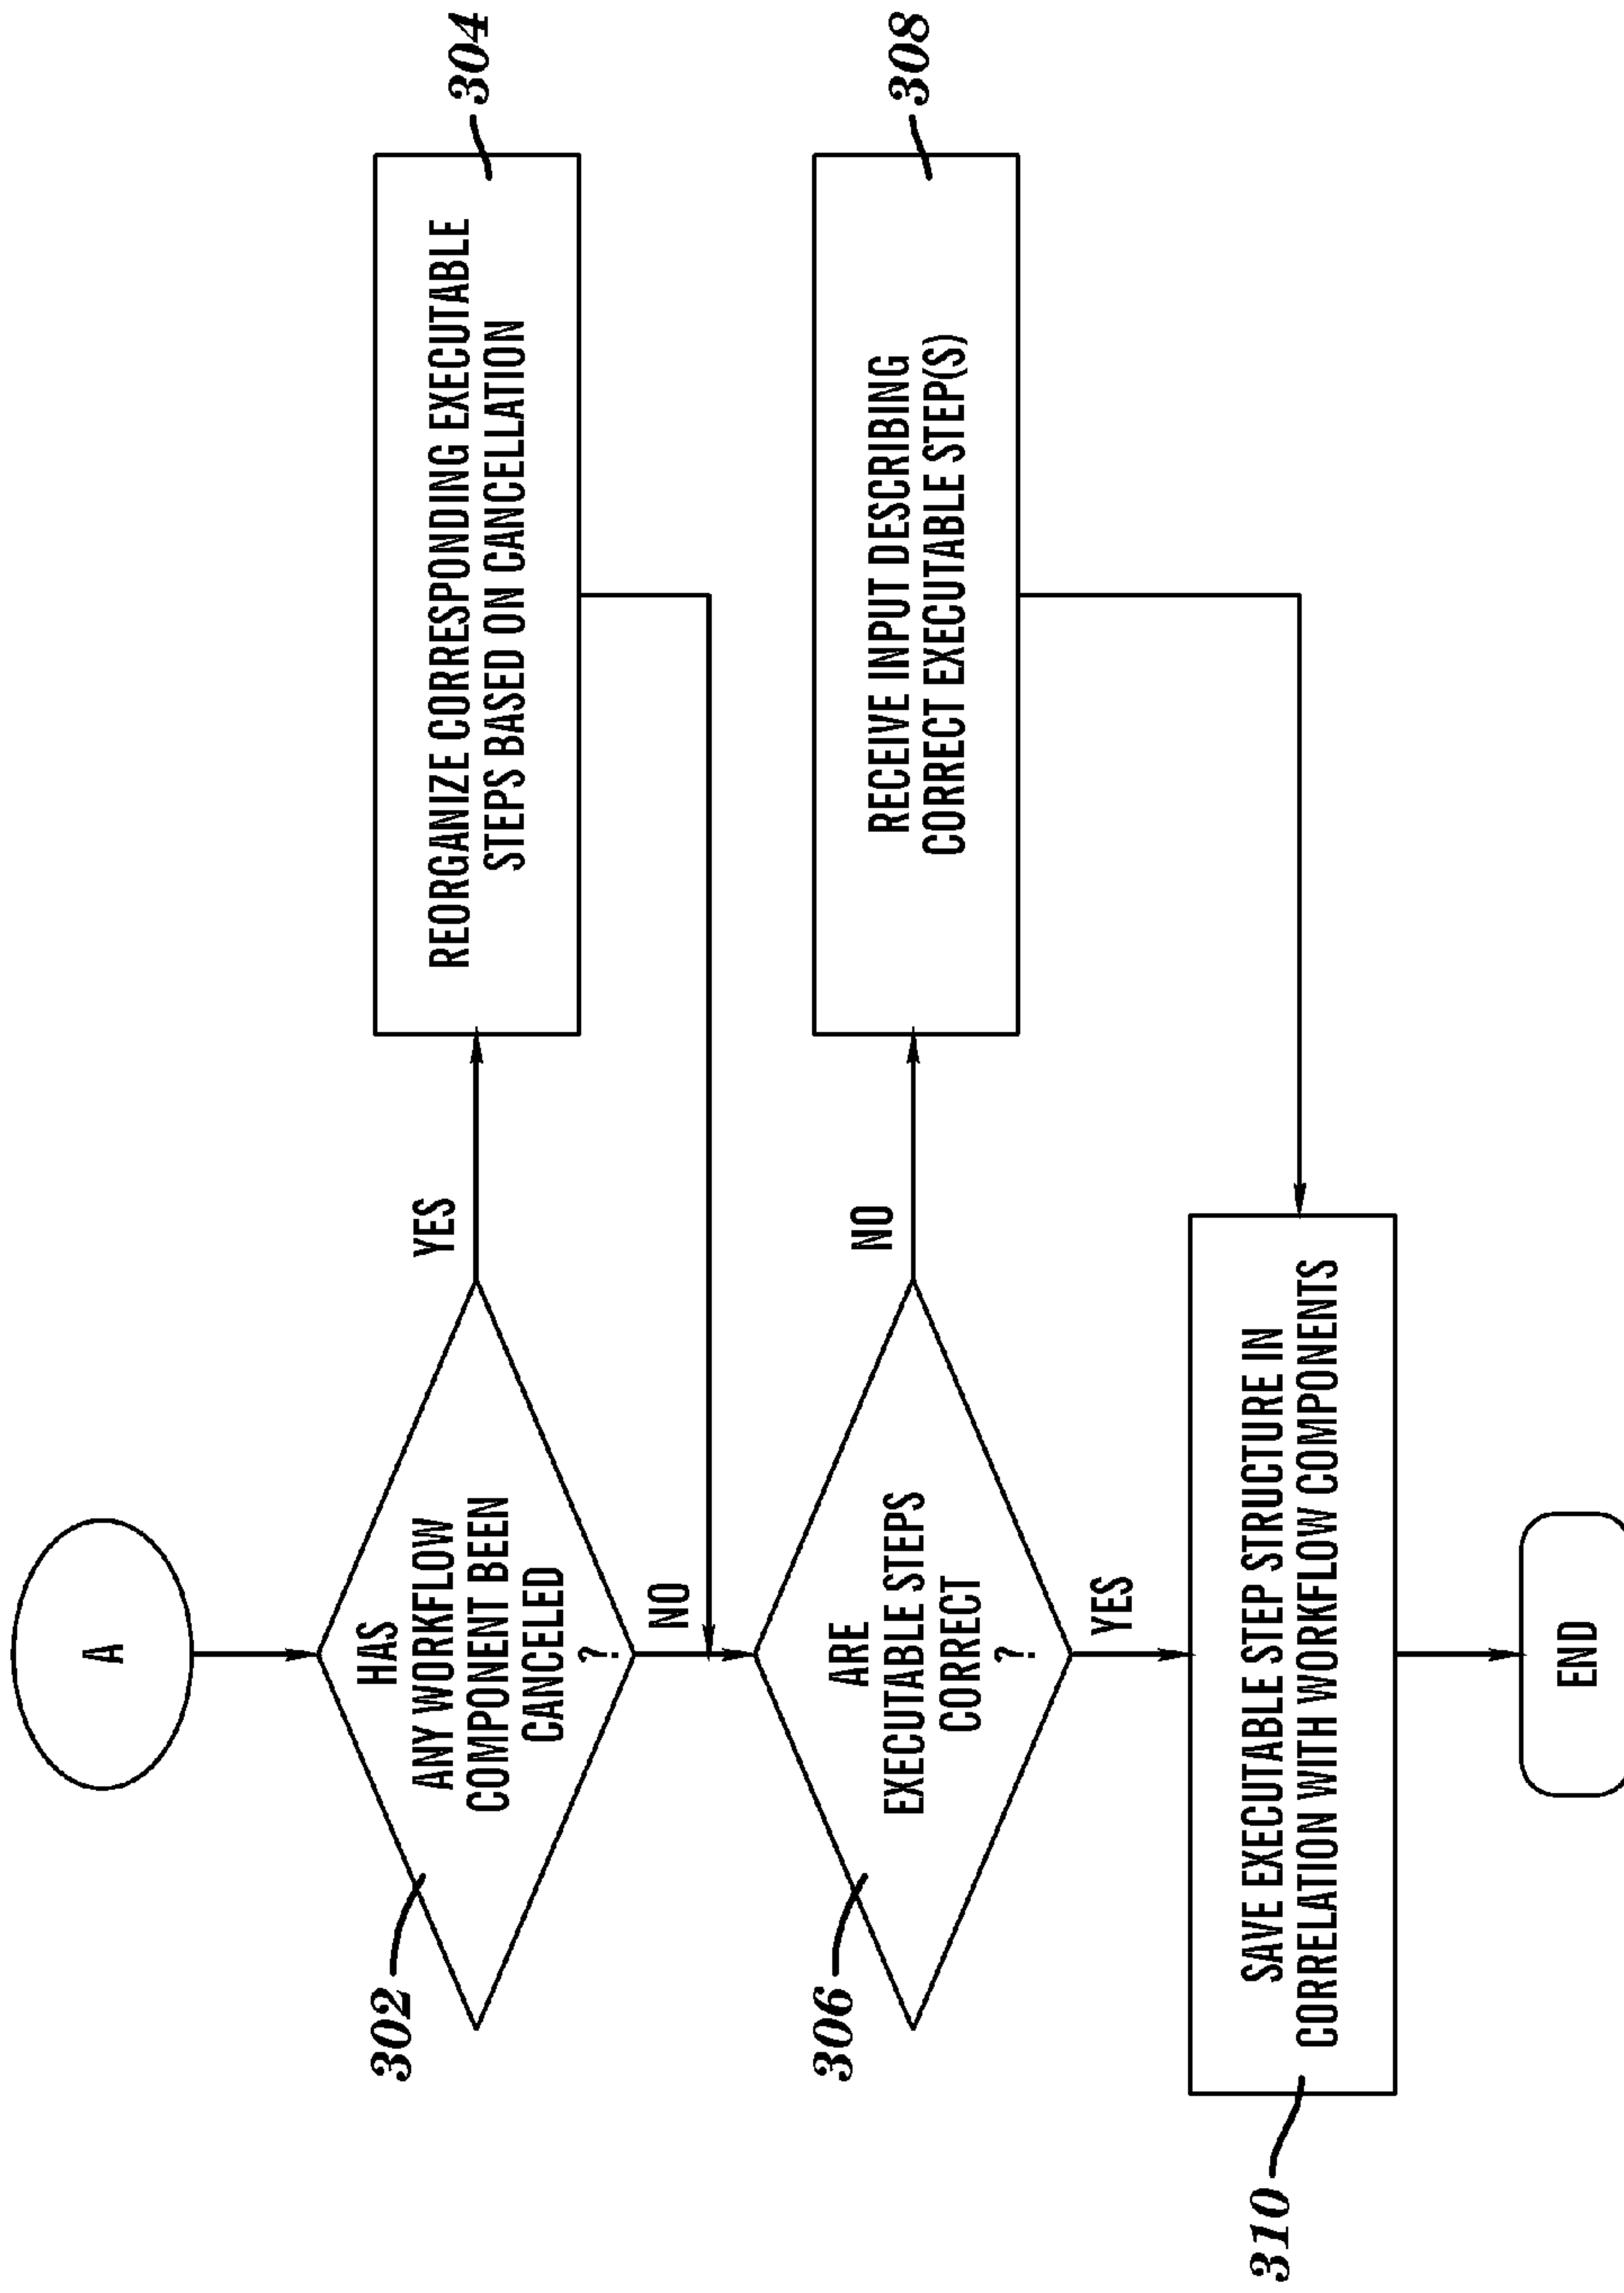 A
HAS
ANY WORKFLOW
COMPONENT BEEN
CANCELED
?
302
YES
REORGANIZE CORRESPONDING EXECUTABLE
STEPS BASED ON CANCELLATION
304
NO
ARE
EXECUTABLE STEPS
CORRECT
?
306
NO
RECEIVE INPUT DESCRIBING
CORRECT EXECUTABLE STEP(S)
308
YES
SAVE EXECUTABLE STEP STRUCTURE IN
CORRELATION WITH WORKFLOW COMPONENTS
310
END